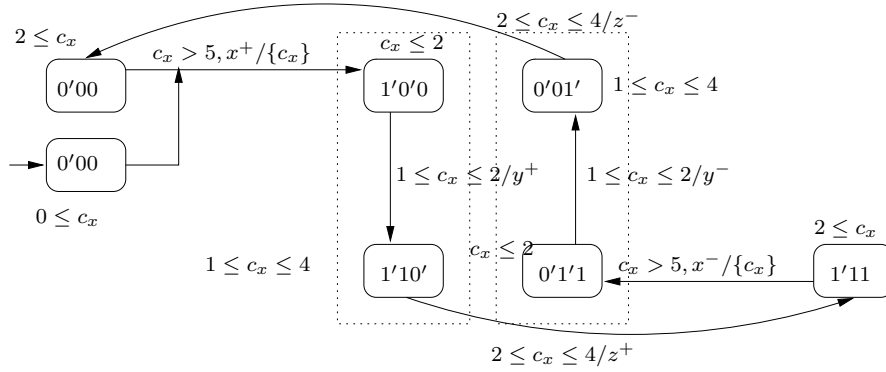 2 ≤ c_x ≤ 4/z⁻
2 ≤ c_x
c_x > 5, x⁺/{c_x}
c_x ≤ 2
0'00
1'0'0
0'01'
1 ≤ c_x ≤ 4
0'00
1 ≤ c_x ≤ 2/y⁺
1 ≤ c_x ≤ 2/y⁻
0 ≤ c_x
2 ≤ c_x
1 ≤ c_x ≤ 4
c_x ≤ 2
c_x > 5, x⁻/{c_x}
1'10'
0'1'1
1'11
2 ≤ c_x ≤ 4/z⁺